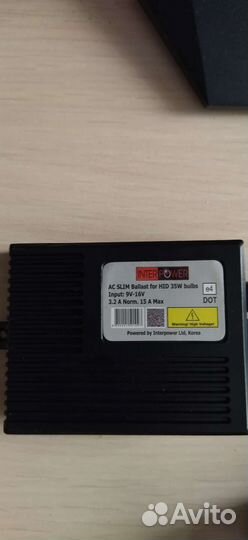 INTERPOWER
AC SLIM Ballast for HID 35W bulbs
Input: 9V-16V
3.2 A Norm. 15 A Max
e4
DOT
Warning! High Voltage!
Powered by Interpower Ltd, Korea
Avito